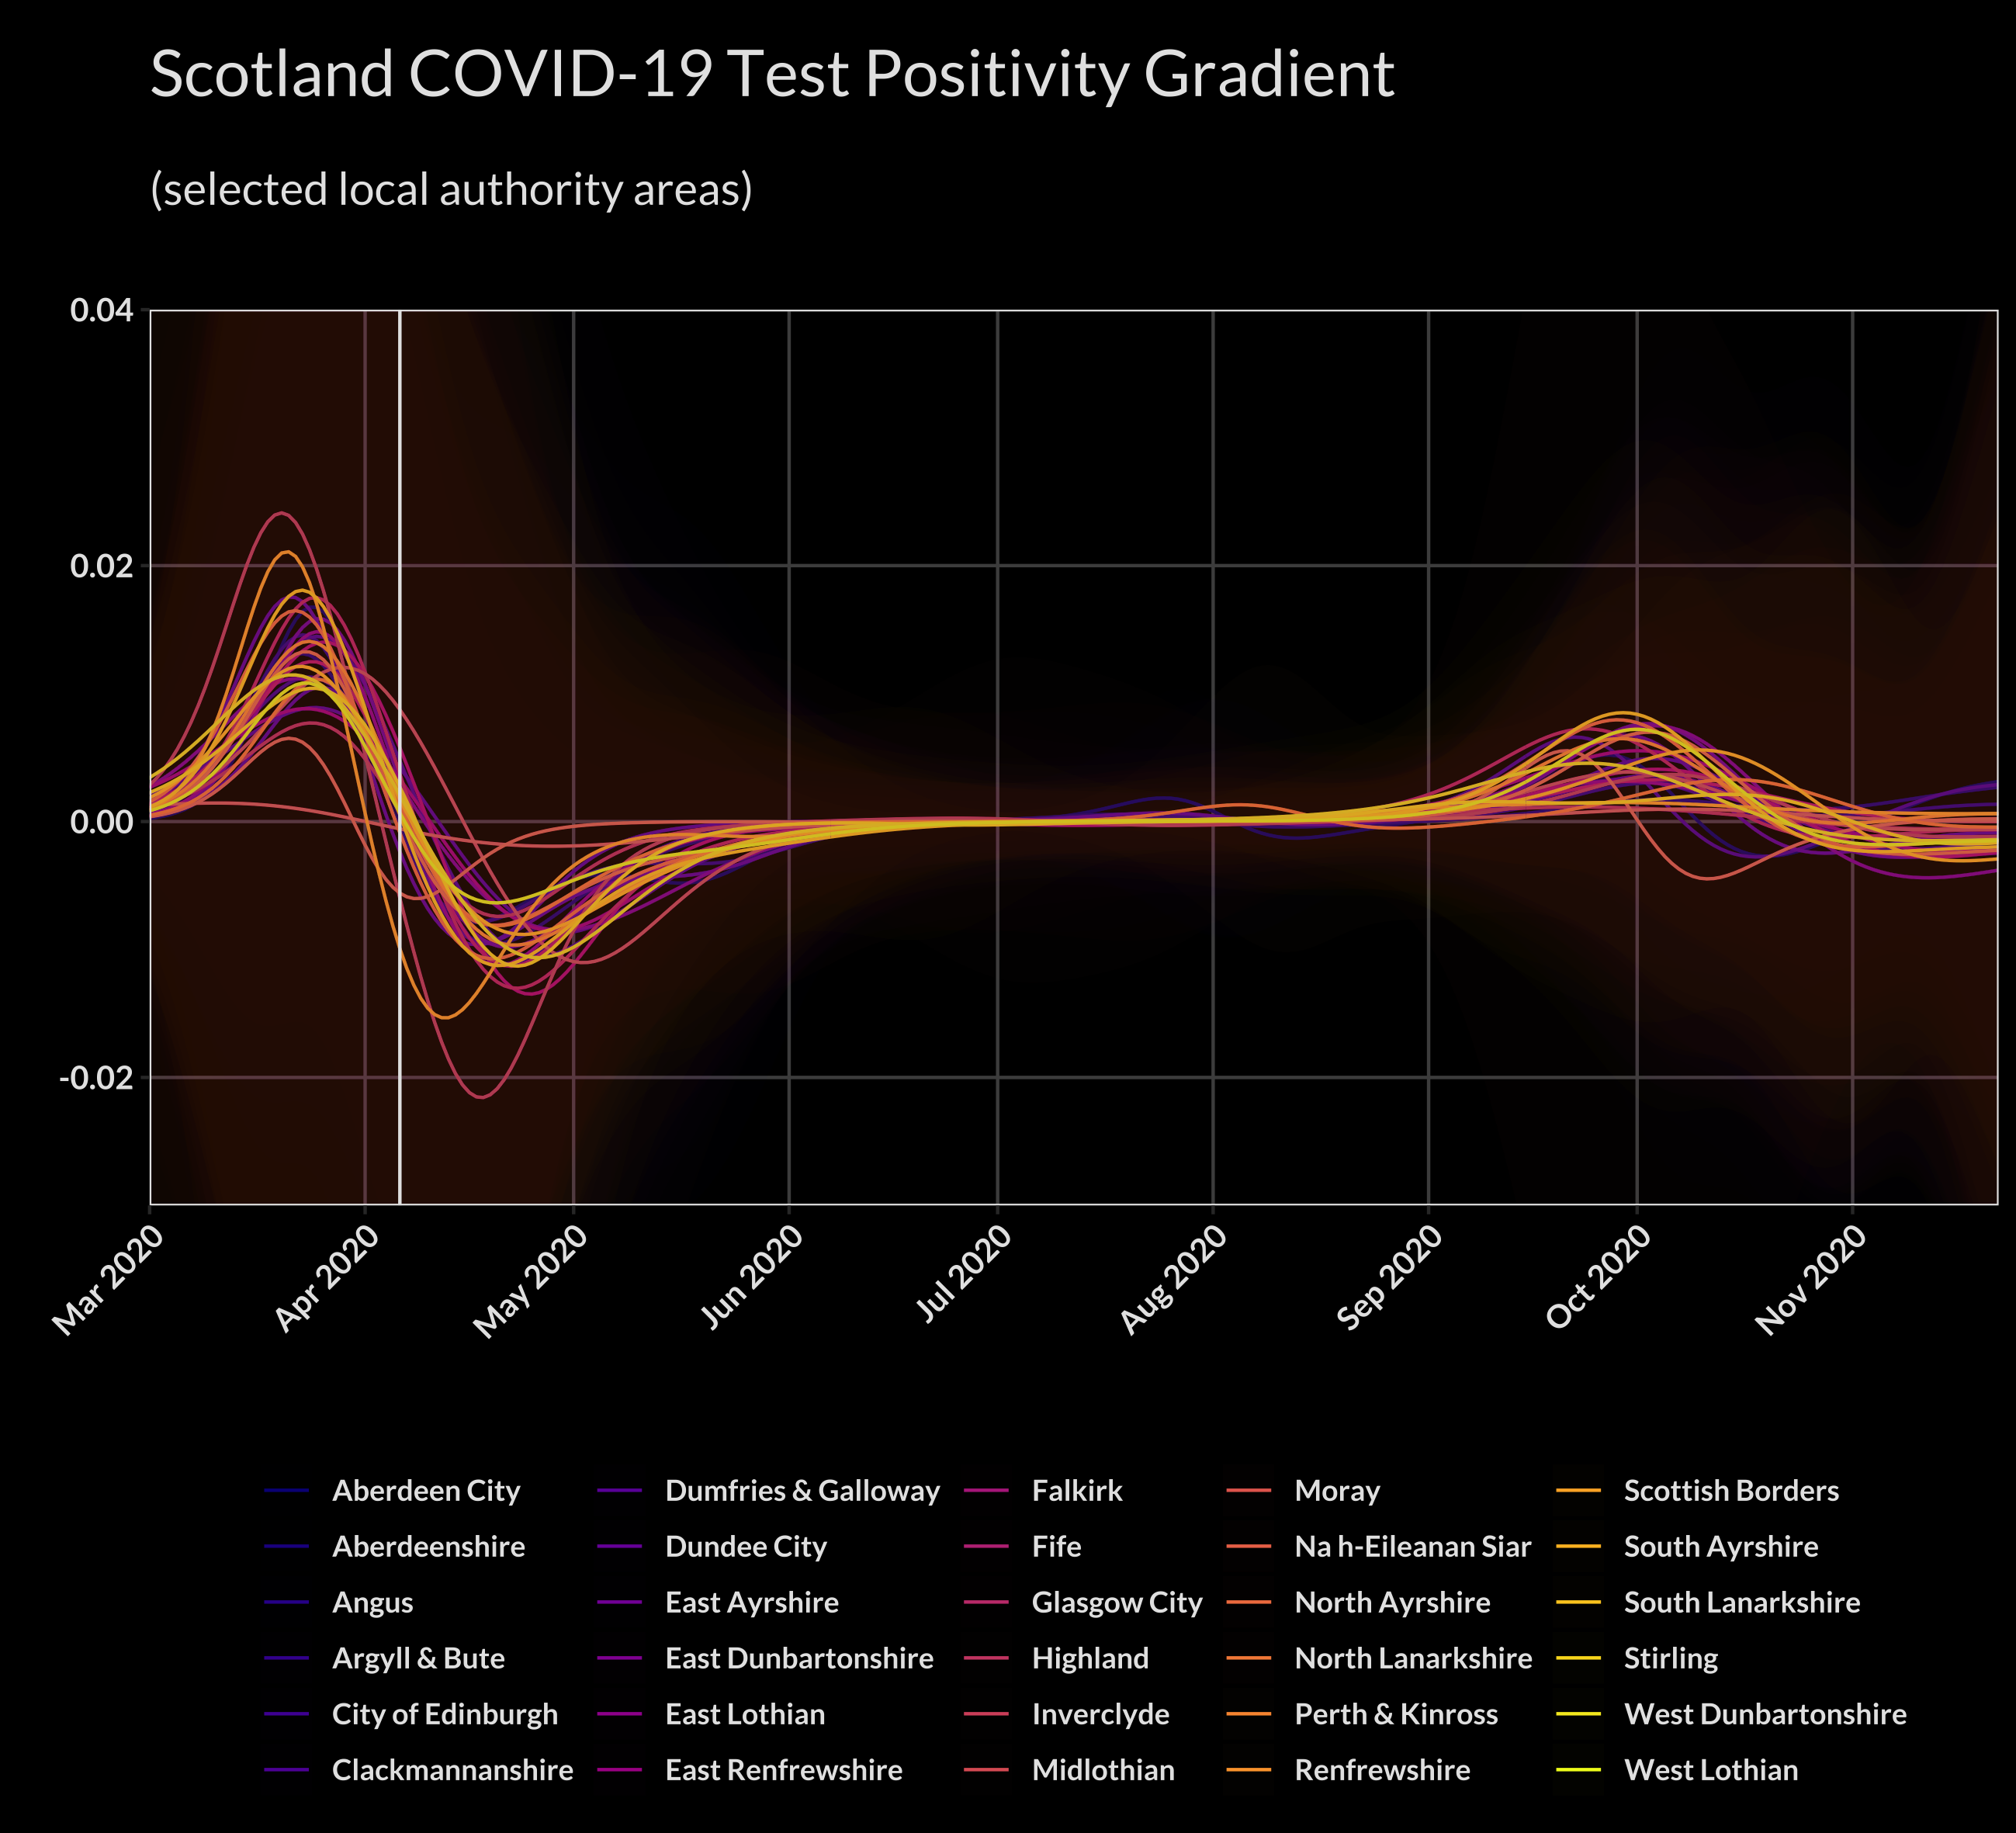 Scotland COVID-19 Test Positivity Gradient
(selected local authority areas)
0.04
0.02
0.00
-0.02
Mar 2020
Apr 2020
May 2020
Jun 2020
Jul 2020
Aug 2020
Sep 2020
Oct 2020
Nov 2020
Aberdeen City
Aberdeenshire
Angus
Argyll & Bute
City of Edinburgh
Clackmannanshire
Dumfries & Galloway
Dundee City
East Ayrshire
East Dunbartonshire
East Lothian
East Renfrewshire
Falkirk
Fife
Glasgow City
Highland
Inverclyde
Midlothian
Moray
Na h-Eileanan Siar
North Ayrshire
North Lanarkshire
Perth & Kinross
Renfrewshire
Scottish Borders
South Ayrshire
South Lanarkshire
Stirling
West Dunbartonshire
West Lothian